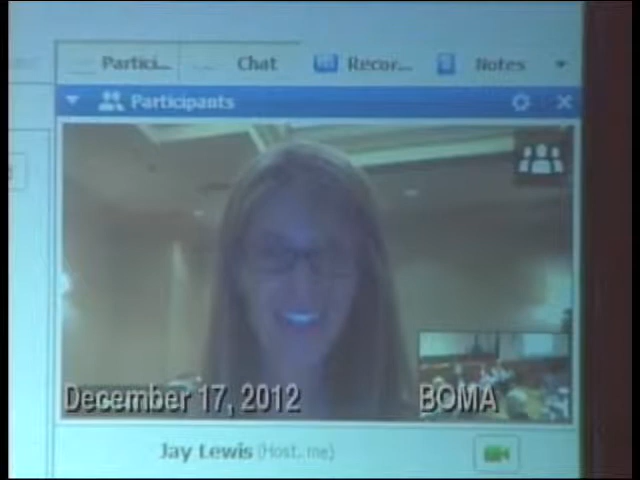 Partici... Chat Recor... Notes
Participants
December 17, 2012 BOMA
Jay Lewis (Host, me)